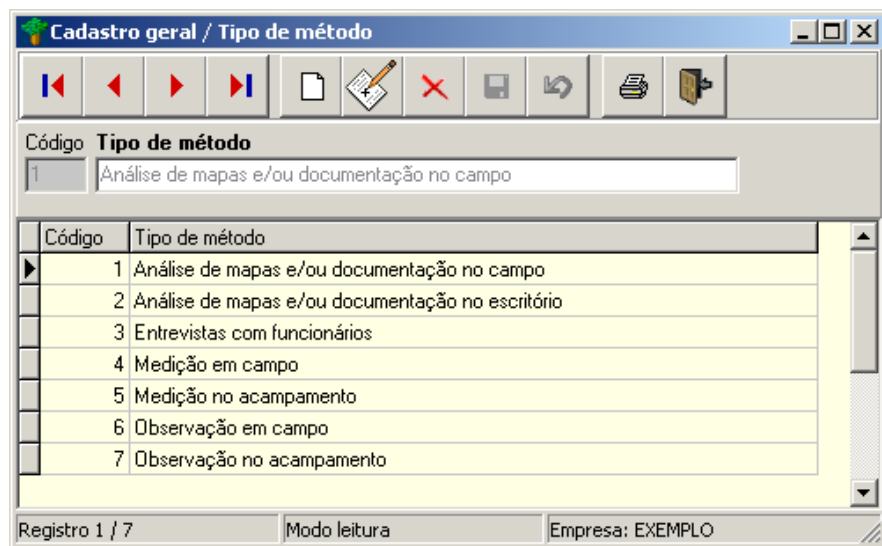 Cadastro geral / Tipo de método
Código Tipo de método
1 Análise de mapas e/ou documentação no campo
Código Tipo de método
1 Análise de mapas e/ou documentação no campo
2 Análise de mapas e/ou documentação no escritório
3 Entrevistas com funcionários
4 Medição em campo
5 Medição no acampamento
6 Observação em campo
7 Observação no acampamento
Registro 1 / 7 Modo leitura Empresa: EXEMPLO